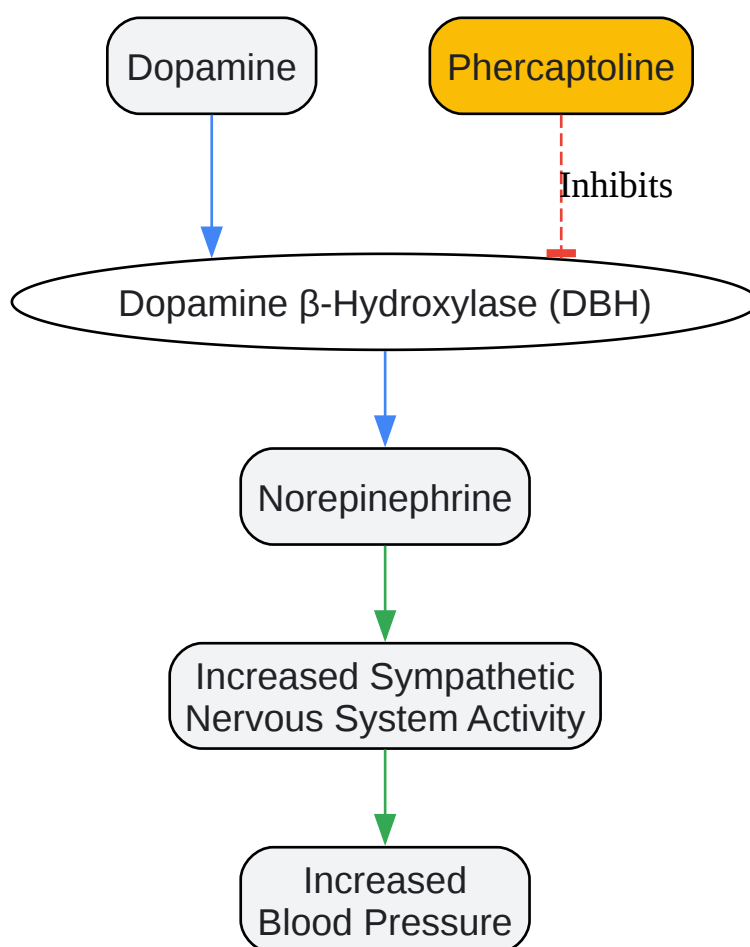 Dopamine
Phercaptoline
Inhibits
Dopamine β-Hydroxylase (DBH)
Norepinephrine
Increased Sympathetic
Nervous System Activity
Increased
Blood Pressure